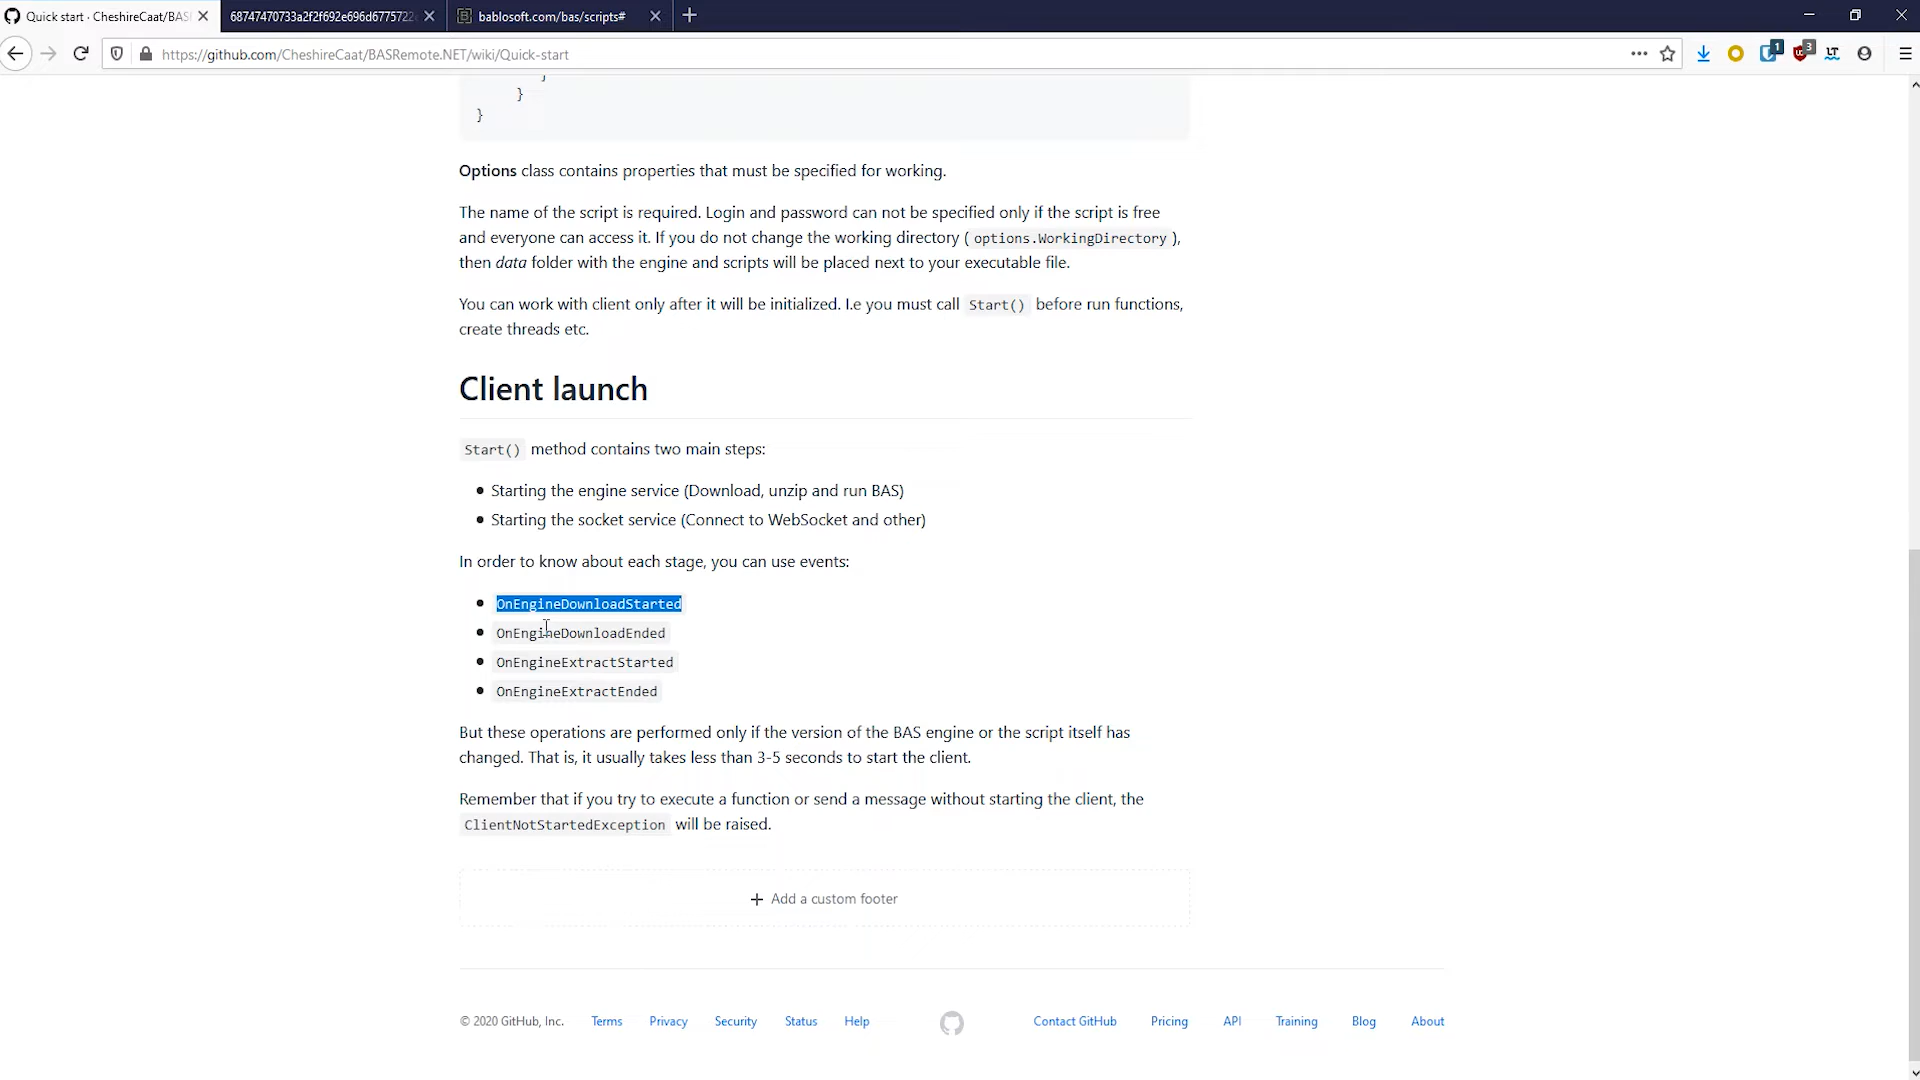 Quick start · CheshireCaat/BAS
68747470733a2f2f692e696d6775722
bablosoft.com/bas/scripts#
https://github.com/CheshireCaat/BASRemote.NET/wiki/Quick-start
1
3
}
}
Options class contains properties that must be specified for working.
The name of the script is required. Login and password can not be specified only if the script is free
and everyone can access it. If you do not change the working directory ( options.WorkingDirectory ),
then data folder with the engine and scripts will be placed next to your executable file.
You can work with client only after it will be initialized. I.e you must call Start() before run functions,
create threads etc.
Client launch
Start() method contains two main steps:
• Starting the engine service (Download, unzip and run BAS)
• Starting the socket service (Connect to WebSocket and other)
In order to know about each stage, you can use events:
• OnEngineDownloadStarted
• OnEngineDownloadEnded
• OnEngineExtractStarted
• OnEngineExtractEnded
But these operations are performed only if the version of the BAS engine or the script itself has
changed. That is, it usually takes less than 3-5 seconds to start the client.
Remember that if you try to execute a function or send a message without starting the client, the
ClientNotStartedException will be raised.
+ Add a custom footer
© 2020 GitHub, Inc. Terms Privacy Security Status Help Contact GitHub Pricing API Training Blog About